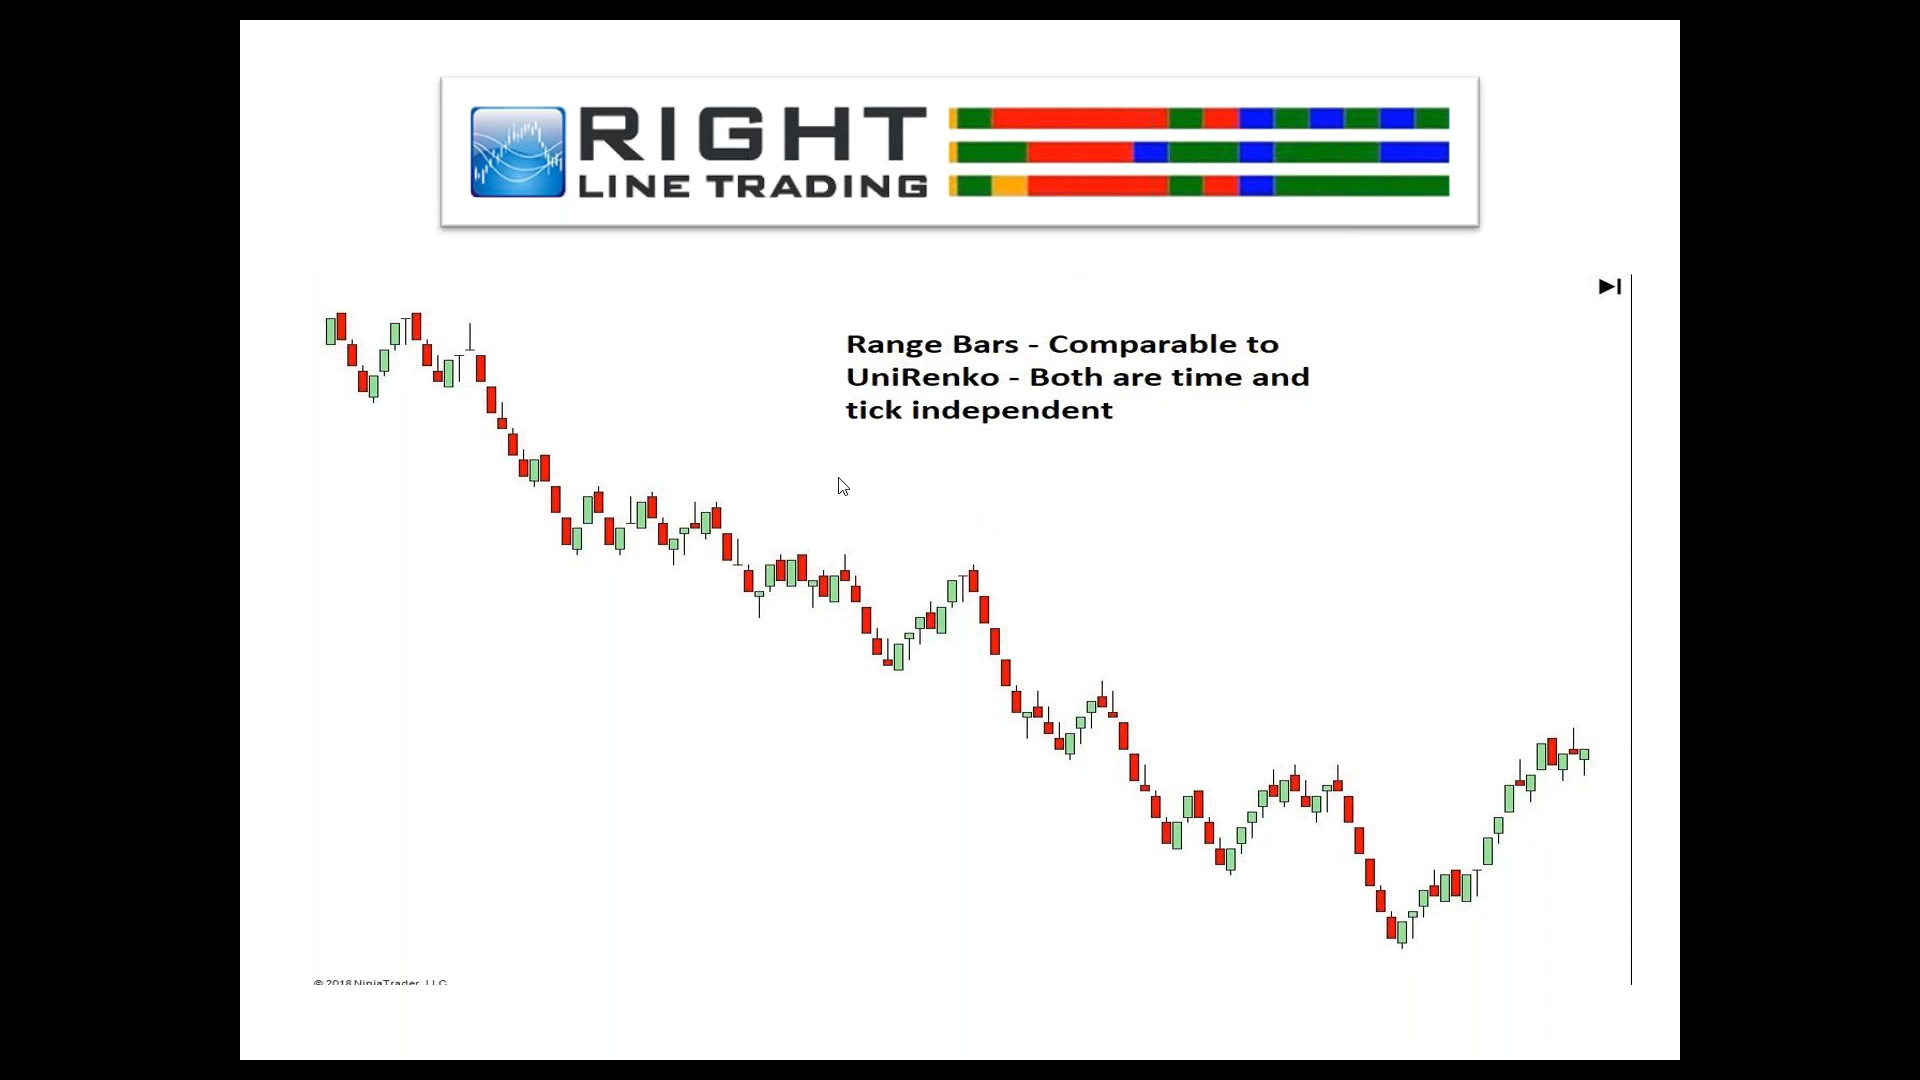 RIGHT
LINE TRADING
Range Bars - Comparable to
UniRenko - Both are time and
tick independent
© 2018 NinjaTrader, LLC